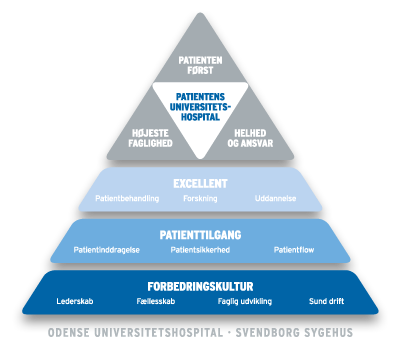 PATIENTEN
FØRST
PATIENTENS
UNIVERSITETS-
HOSPITAL
HØJESTE
FAGLIGHED
HELHED
OG ANSVAR
EXCELLENT
Patientbehandling Forskning Uddannelse
PATIENTTILGANG
Patientinddragelse Patientsikkerhed Patientflow
FORBEDRINGSKULTUR
Lederskab Fællesskab Faglig udvikling Sund drift
ODENSE UNIVERSITETSHOSPITAL · SVENDBORG SYGEHUS